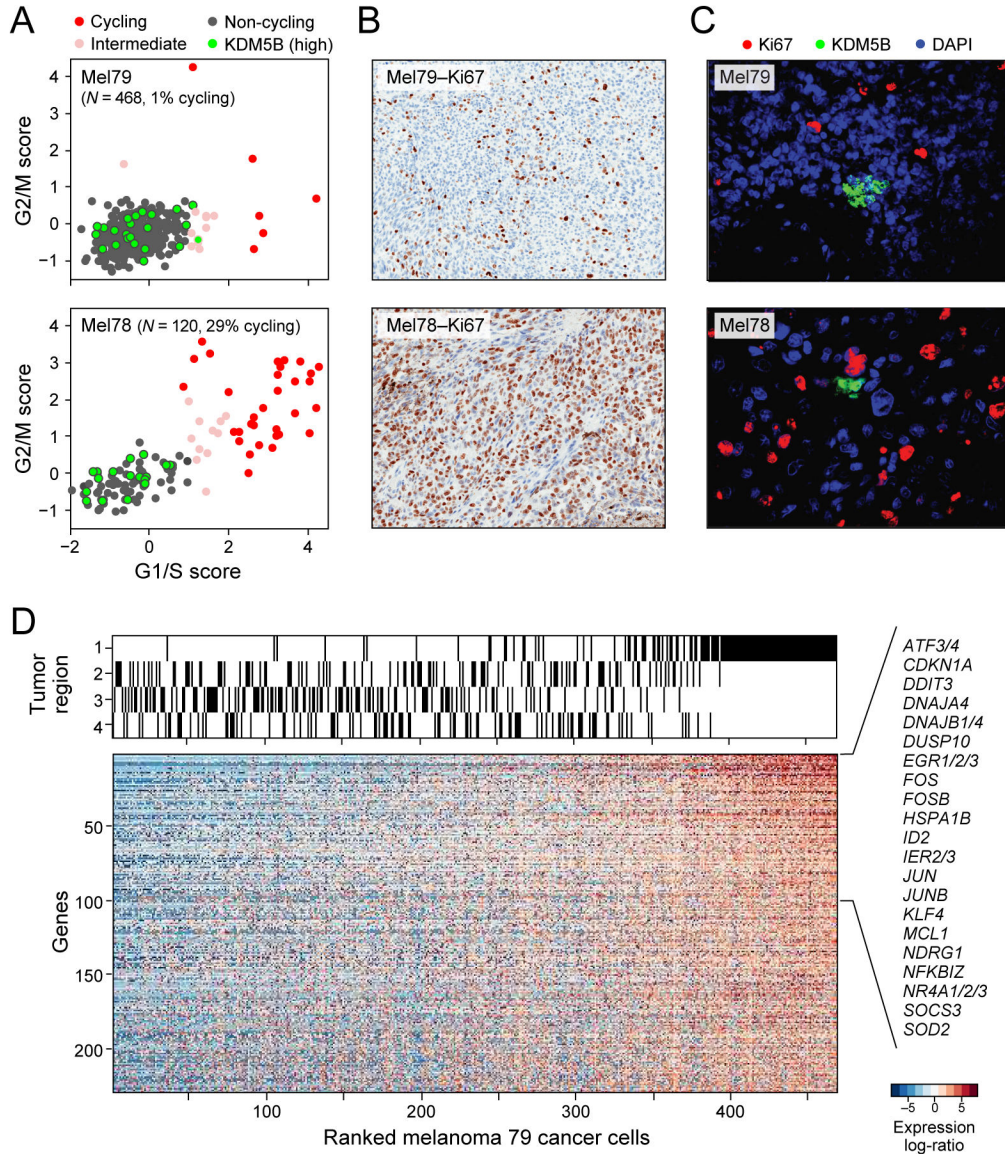 A
Cycling
Non-cycling
Intermediate
KDM5B (high)
Mel79
(N = 468, 1% cycling)
G2/M score
4
3
2
1
0
−1
Mel78 (N = 120, 29% cycling)
G2/M score
4
3
2
1
0
−1
−2
0
2
4
G1/S score
B
Mel79–Ki67
Mel78–Ki67
C
Ki67
KDM5B
DAPI
Mel79
Mel78
D
Tumor
region
1
2
3
4
Genes
50
100
150
200
100
200
300
400
Ranked melanoma 79 cancer cells
ATF3/4
CDKN1A
DDIT3
DNAJA4
DNAJB1/4
DUSP10
EGR1/2/3
FOS
FOSB
HSPA1B
ID2
IER2/3
JUN
JUNB
KLF4
MCL1
NDRG1
NFKBIZ
NR4A1/2/3
SOCS3
SOD2
−5
0
5
Expression
log-ratio